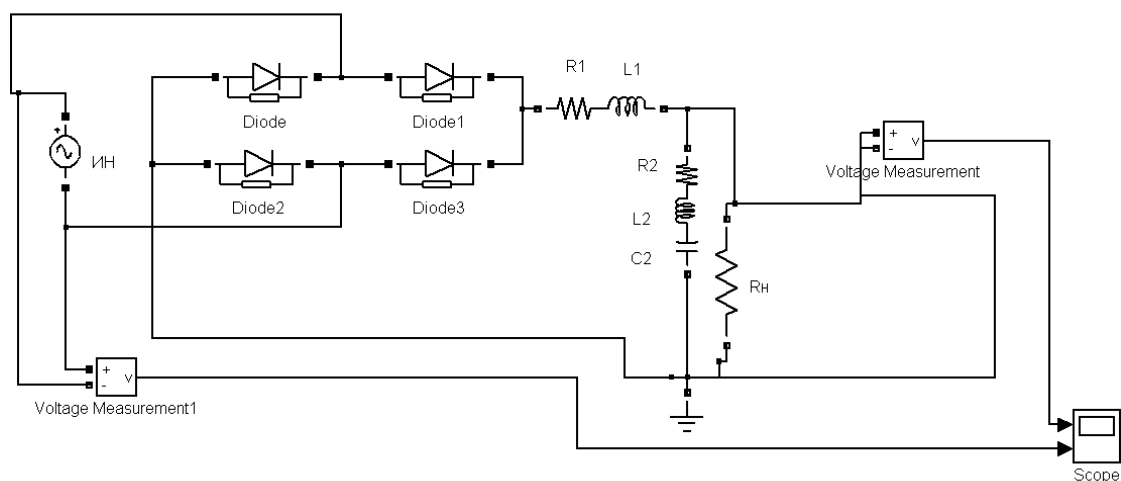 R1
L1
Diode
Diode1
+
ИН
+
-
v
Voltage Measurement
R2
Diode2
Diode3
L2
C2
Rн
+
-
v
Voltage Measurement1
Scope